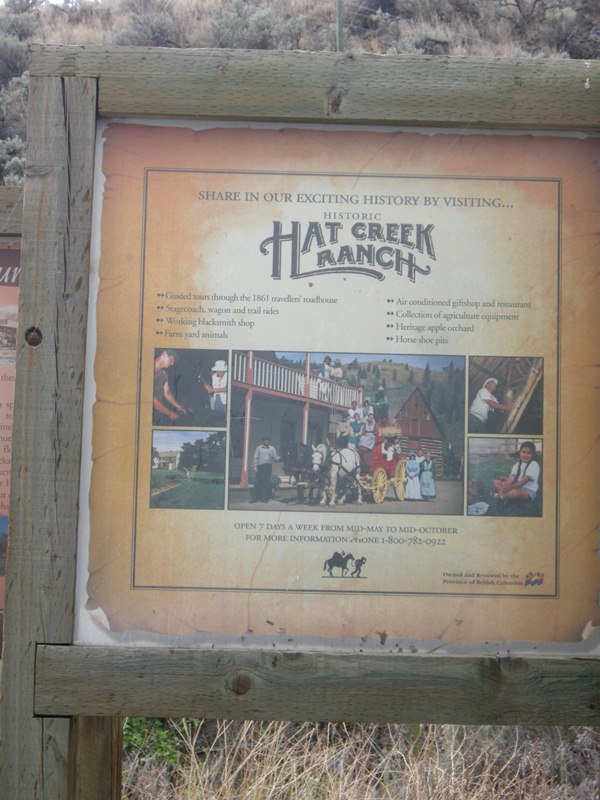 SHARE IN OUR EXCITING HISTORY BY VISITING...
HISTORIC
HAT CREEK
RANCH
Guided tours through the 1861 travellers' roadhouse
Stagecoach, wagon and trail rides
Working blacksmith shop
Farm yard animals
Air conditioned giftshop and restaurant
Collection of agriculture equipment
Heritage apple orchard
Horse shoe pits
OPEN 7 DAYS A WEEK FROM MID-MAY TO MID-OCTOBER
FOR MORE INFORMATION PHONE 1-800-782-0922
Owned and Restored by the
Province of British Columbia